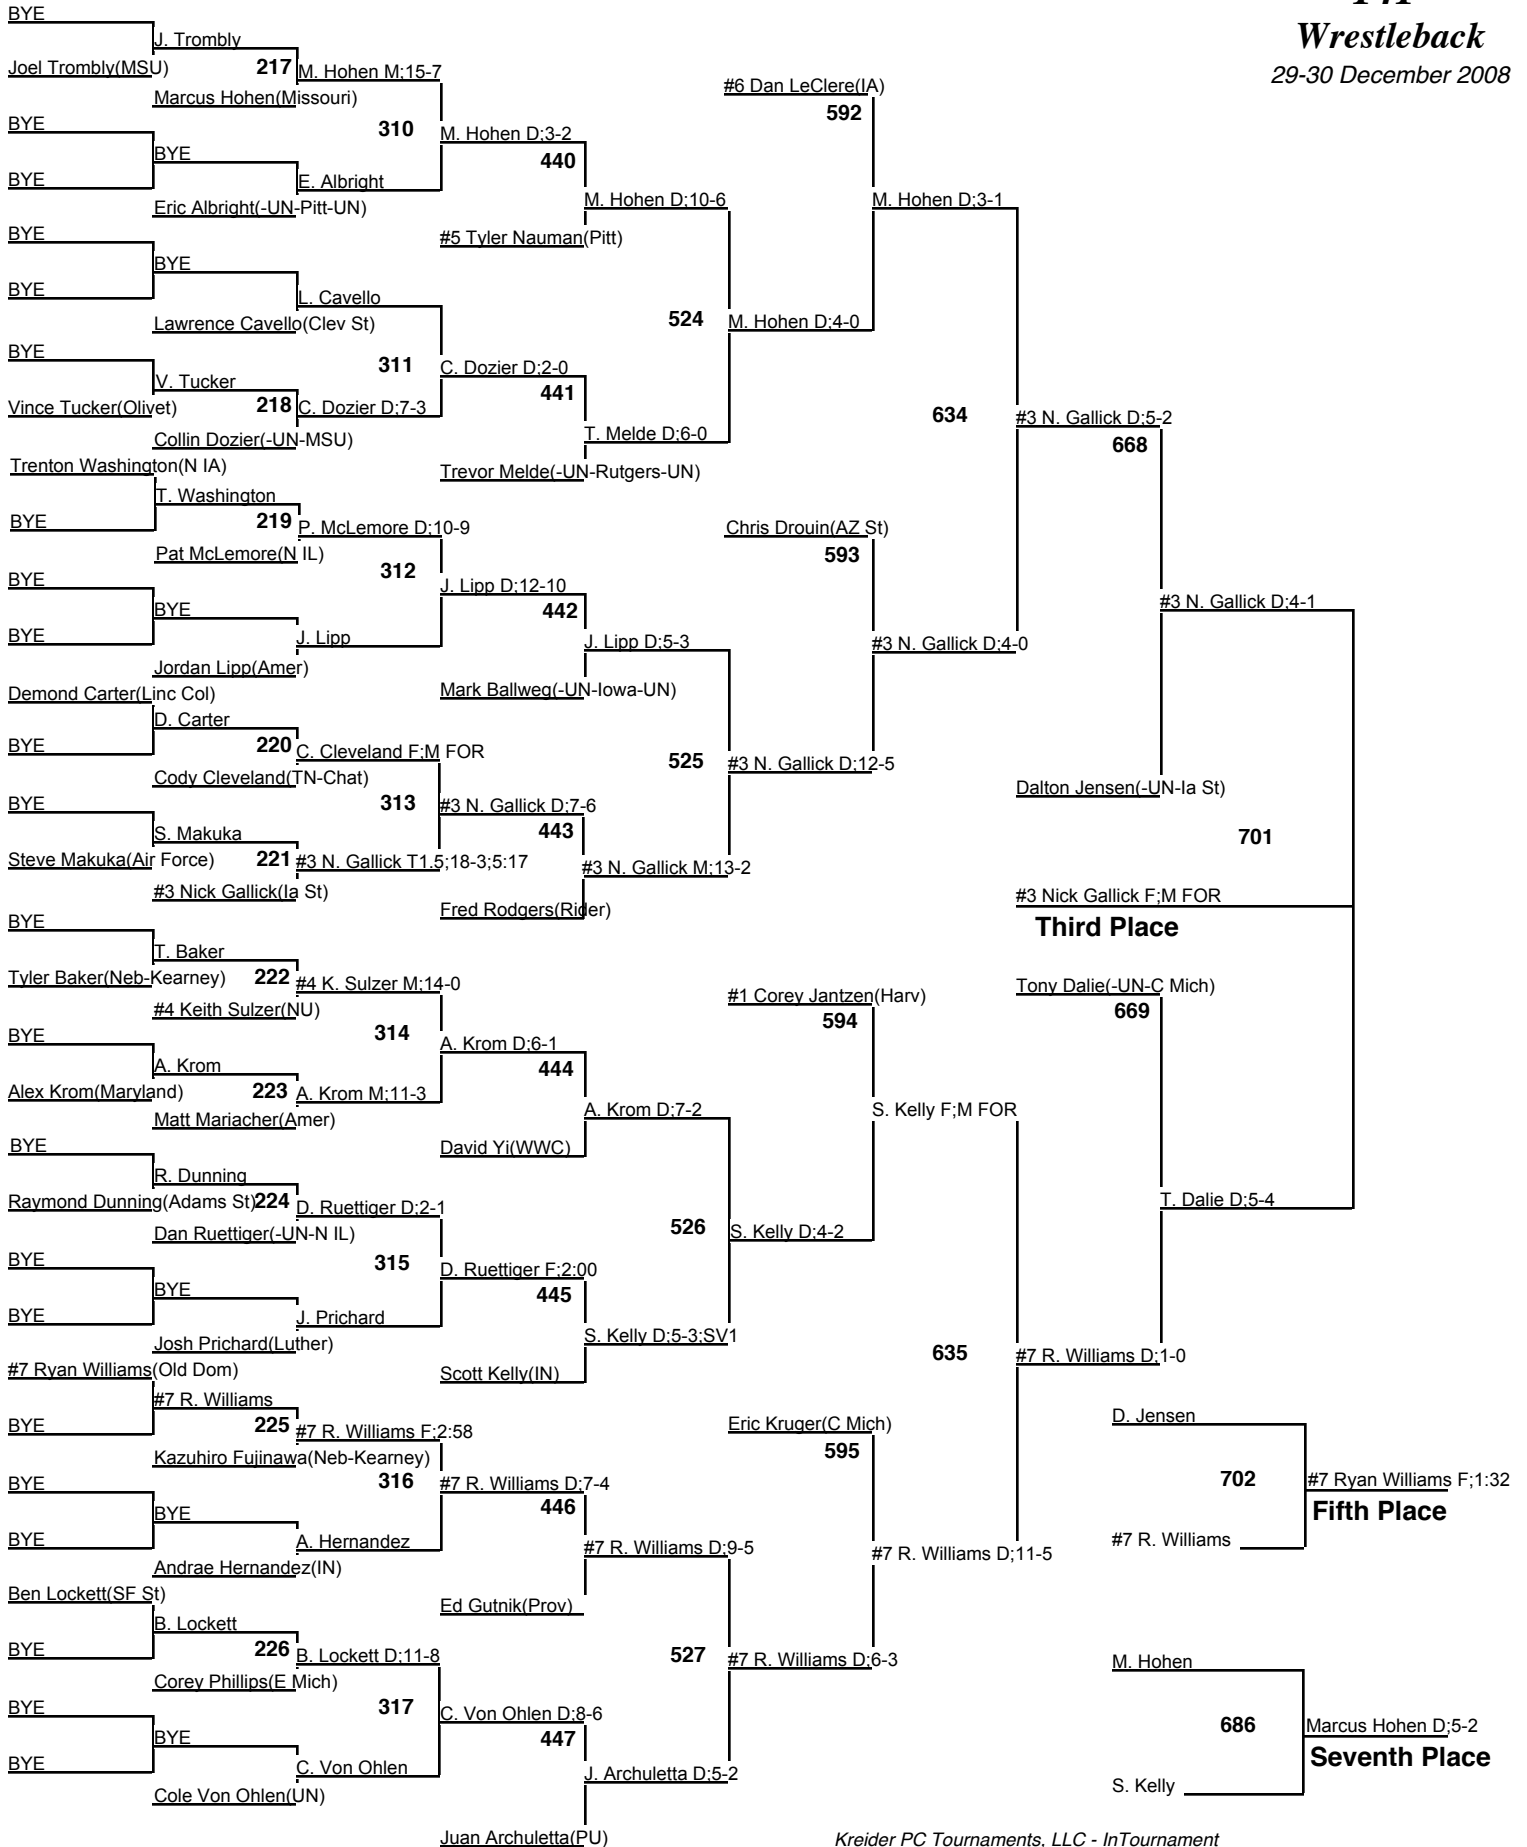 BYE
J. Trombly
Joel Trombly(MSU)
217
M. Hohen M;15-7
Marcus Hohen(Missouri)
BYE
310
M. Hohen D;3-2
BYE
440
BYE
E. Albright
Eric Albright(-UN-Pitt-UN)
M. Hohen D;10-6
BYE
#5 Tyler Nauman(Pitt)
BYE
BYE
L. Cavello
Lawrence Cavello(Clev St)
524
M. Hohen D;4-0
BYE
311
C. Dozier D;2-0
V. Tucker
441
Vince Tucker(Olivet)
218
C. Dozier D;7-3
Collin Dozier(-UN-MSU)
T. Melde D;6-0
Trevor Melde(-UN-Rutgers-UN)
Trenton Washington(N IA)
T. Washington
BYE
219
P. McLemore D;10-9
Pat McLemore(N IL)
312
BYE
J. Lipp D;12-10
BYE
442
BYE
J. Lipp
J. Lipp D;5-3
Jordan Lipp(Amer)
Mark Ballweg(-UN-Iowa-UN)
Demond Carter(Linc Col)
D. Carter
BYE
220
C. Cleveland F;M FOR
525
#3 N. Gallick D;12-5
Cody Cleveland(TN-Chat)
BYE
313
#3 N. Gallick D;7-6
S. Makuka
443
Steve Makuka(Air Force)
221
#3 N. Gallick T1.5;18-3;5:17
#3 N. Gallick M;13-2
#3 Nick Gallick(Ia St)
Fred Rodgers(Rider)
BYE
T. Baker
Tyler Baker(Neb-Kearney)
222
#4 K. Sulzer M;14-0
#4 Keith Sulzer(NU)
BYE
314
A. Krom D;6-1
A. Krom
444
Alex Krom(Maryland)
223
A. Krom M;11-3
Matt Mariacher(Amer)
A. Krom D;7-2
BYE
David Yi(WWC)
R. Dunning
Raymond Dunning(Adams St)
224
D. Ruettiger D;2-1
Dan Ruettiger(-UN-N IL)
526
S. Kelly D;4-2
BYE
315
D. Ruettiger F;2:00
BYE
445
BYE
J. Prichard
S. Kelly D;5-3;SV1
Josh Prichard(Luther)
#7 Ryan Williams(Old Dom)
Scott Kelly(IN)
#7 R. Williams
BYE
225
#7 R. Williams F;2:58
Kazuhiro Fujinawa(Neb-Kearney)
BYE
316
#7 R. Williams D;7-4
BYE
446
BYE
A. Hernandez
#7 R. Williams D;9-5
Andrae Hernandez(IN)
Ben Lockett(SF St)
Ed Gutnik(Prov)
B. Lockett
BYE
226
B. Lockett D;11-8
527
#7 R. Williams D;6-3
Corey Phillips(E Mich)
BYE
317
C. Von Ohlen D;8-6
BYE
447
BYE
C. Von Ohlen
J. Archuletta D;5-2
Cole Von Ohlen(UN)
Juan Archuletta(PU)
Wrestleback
29-30 December 2008
#6 Dan LeClere(IA)
592
M. Hohen D;3-1
634
#3 N. Gallick D;5-2
668
Chris Drouin(AZ St)
593
#3 N. Gallick D;4-0
#3 N. Gallick D;4-1
Dalton Jensen(-UN-Ia St)
701
#3 Nick Gallick F;M FOR
Third Place
#1 Corey Jantzen(Harv)
Tony Dalie(-UN-C Mich)
594
669
S. Kelly F;M FOR
T. Dalie D;5-4
635
#7 R. Williams D;1-0
Eric Kruger(C Mich)
595
#7 R. Williams D;11-5
D. Jensen
702
#7 Ryan Williams F;1:32
Fifth Place
#7 R. Williams
M. Hohen
686
Marcus Hohen D;5-2
Seventh Place
S. Kelly
Kreider PC Tournaments, LLC - InTournament